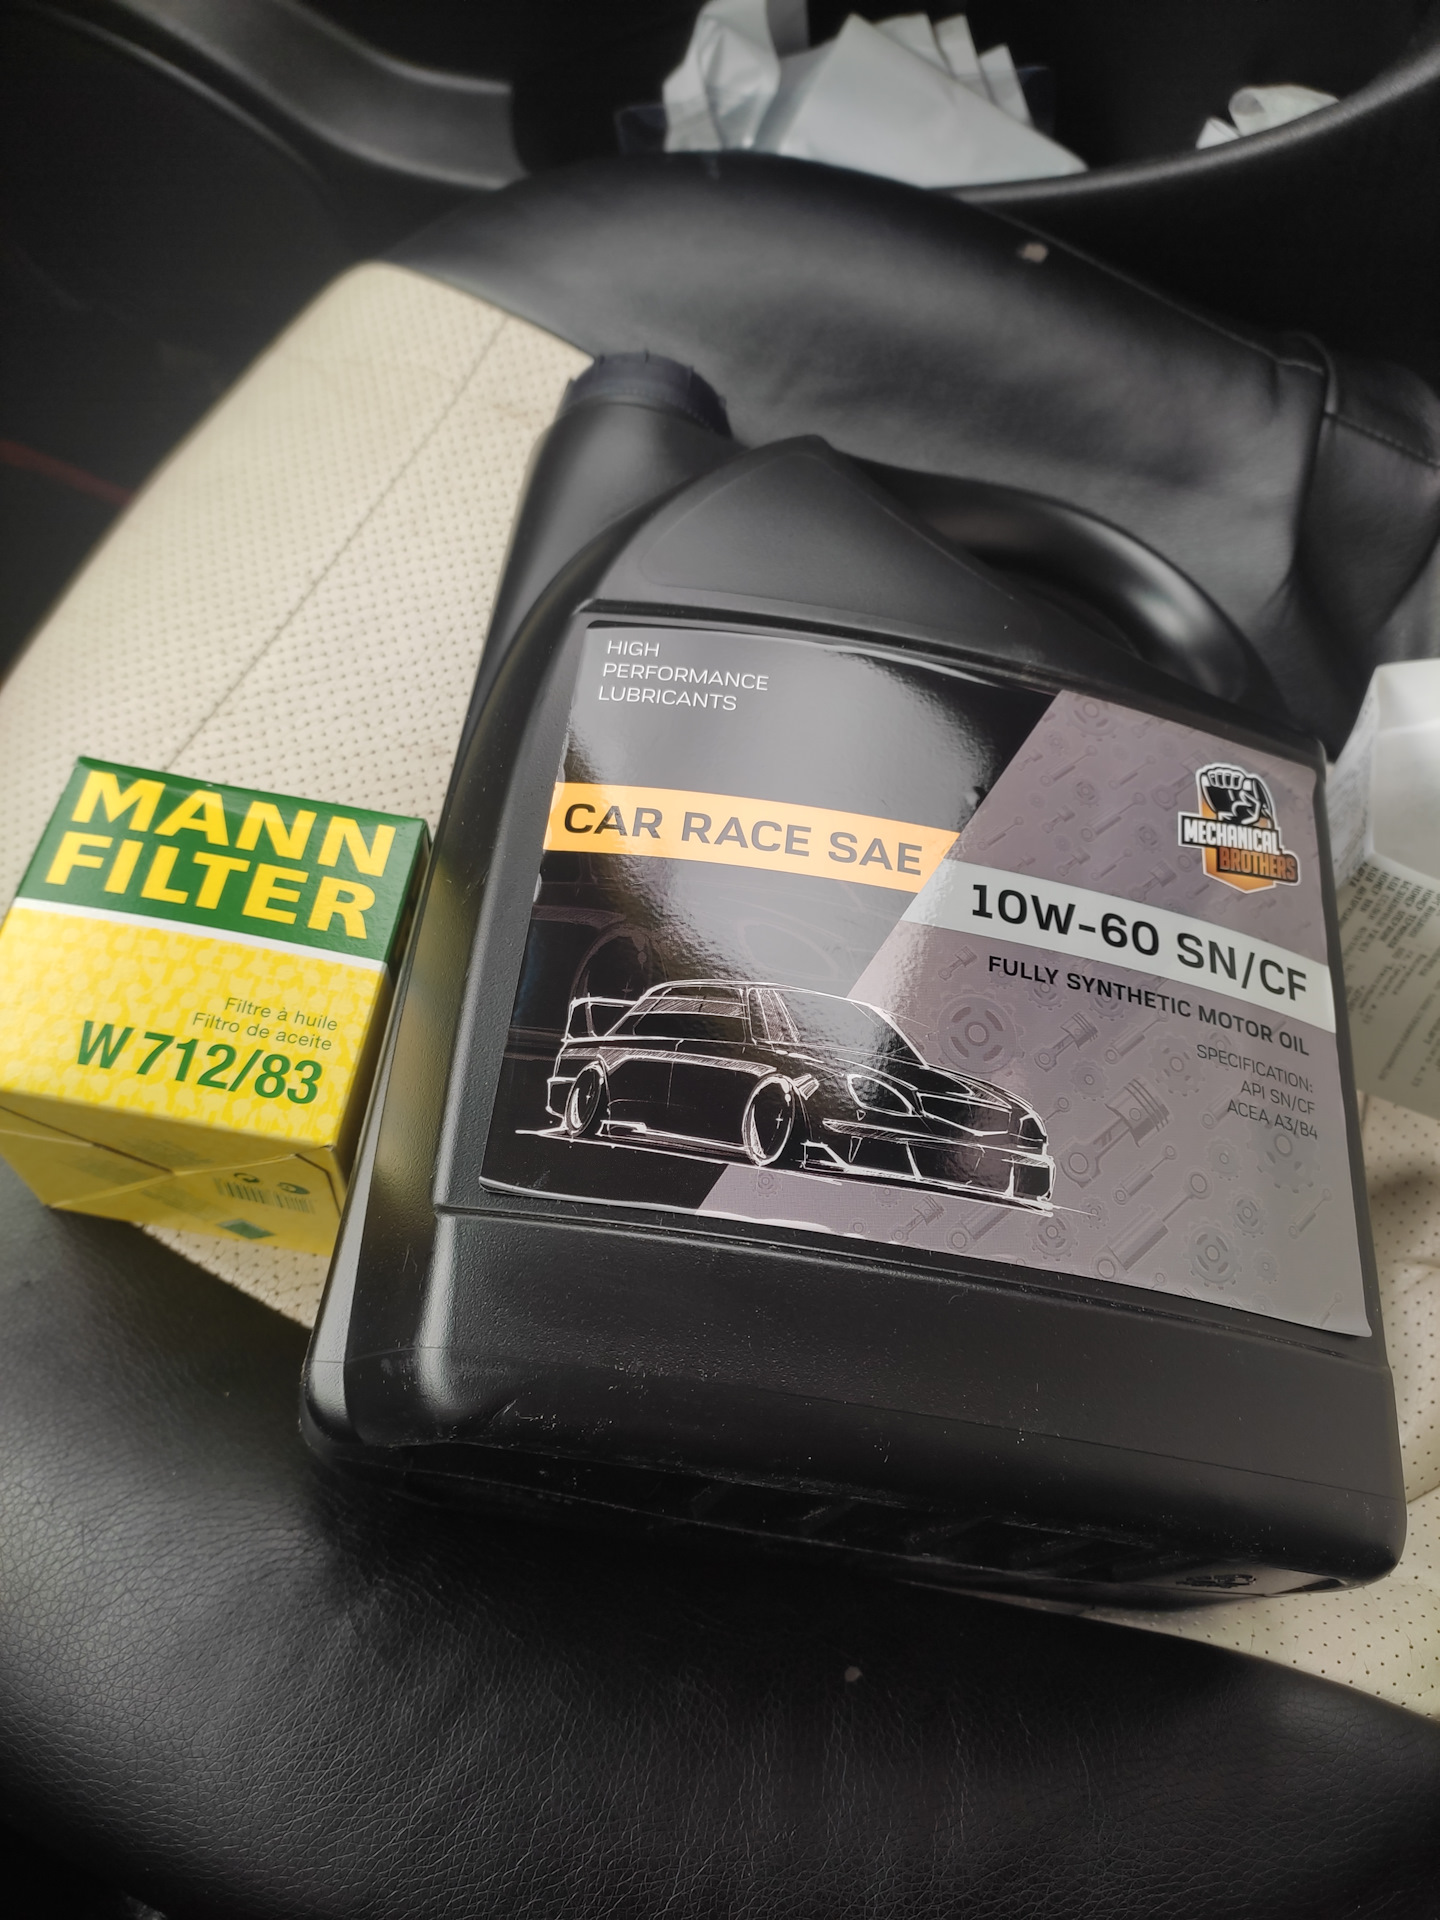 MANN
FILTER
Filtre à huile
Filtro de aceite
W 712/83
HIGH
PERFORMANCE
LUBRICANTS
CAR RACE SAE
10W-60 SN/CF
FULLY SYNTHETIC MOTOR OIL
SPECIFICATION:
API SN/CF
ACEA A3/B4
MECHANICAL
BROTHERS